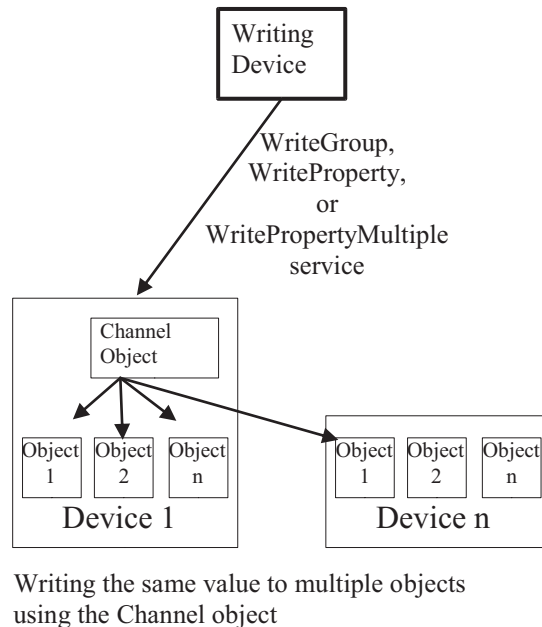 Writing
Device
WriteGroup,
WriteProperty,
or
WritePropertyMultiple
service
Channel
Object
Object
1
Object
2
Object
n
Device 1
Object
1
Object
2
Object
n
Device n
Writing the same value to multiple objects
using the Channel object